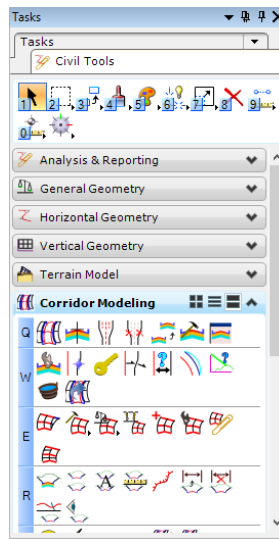 Tasks
Tasks
Civil Tools
1 2 3 4 5 6 7 8 9
0
Analysis & Reporting
General Geometry
Horizontal Geometry
Vertical Geometry
Terrain Model
Corridor Modeling
Q
W
E
R